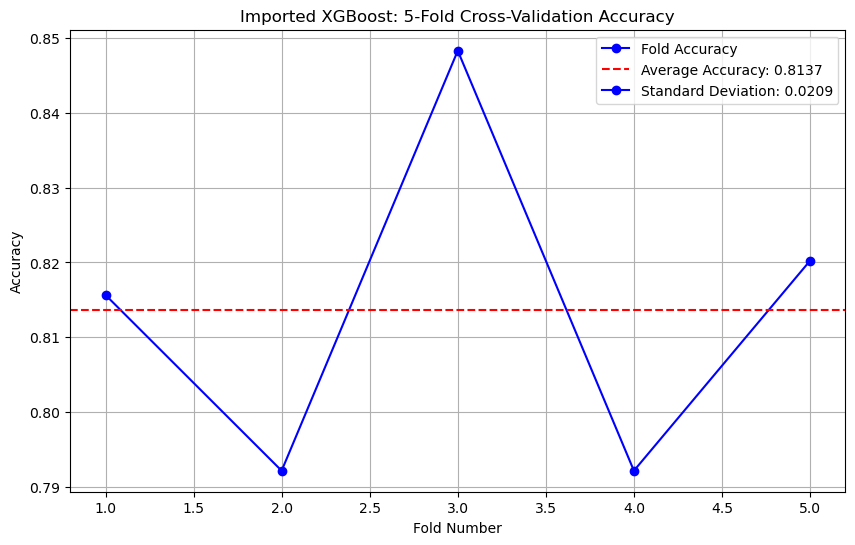 Imported XGBoost: 5-Fold Cross-Validation Accuracy
Fold Accuracy
Average Accuracy: 0.8137
Standard Deviation: 0.0209
Accuracy
0.85
0.84
0.83
0.82
0.81
0.80
0.79
1.0 1.5 2.0 2.5 3.0 3.5 4.0 4.5 5.0
Fold Number